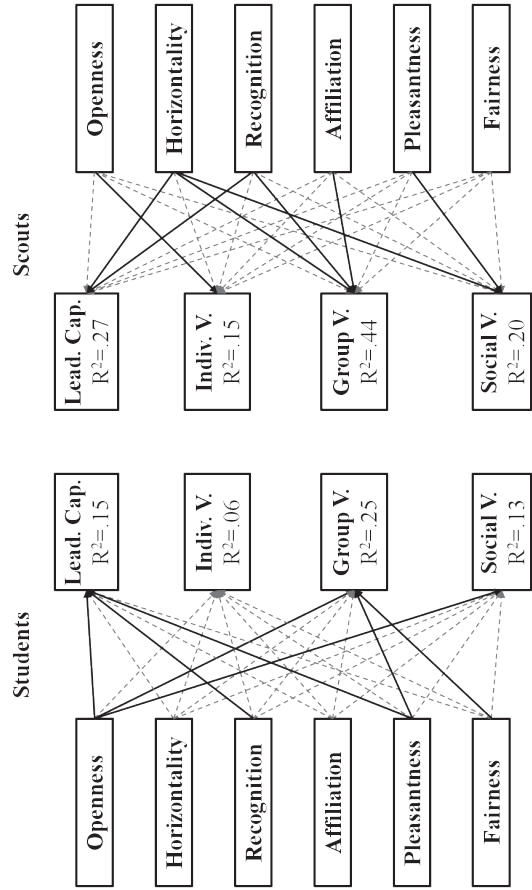 Students
Scouts
Openness
Horizontality
Recognition
Affiliation
Pleasantness
Fairness
Lead. Cap.
R²=.15
Indiv. V.
R²=.06
Group V.
R²=.25
Social V.
R²=.13
Lead. Cap.
R²=.27
Indiv. V.
R²=.15
Group V.
R²=.44
Social V.
R²=.20
Openness
Horizontality
Recognition
Affiliation
Pleasantness
Fairness